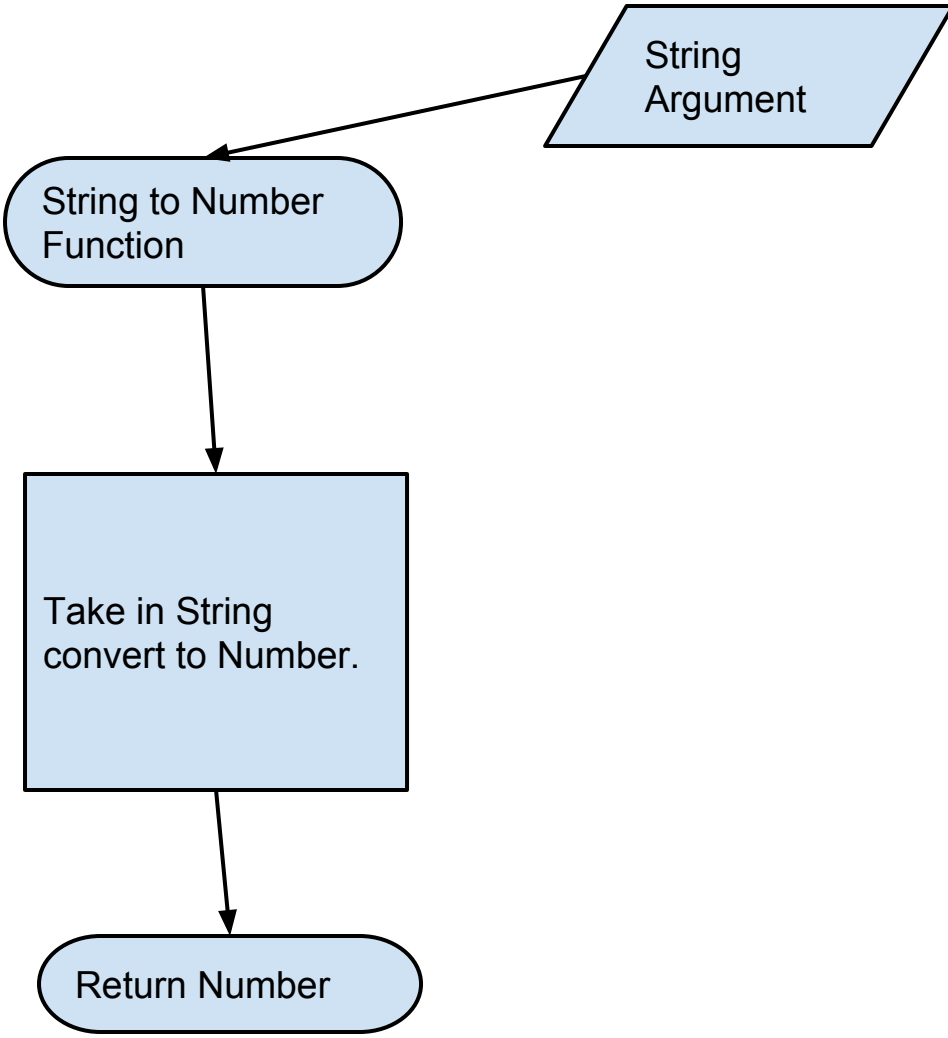 String
Argument
String to Number
Function
Take in String
convert to Number.
Return Number